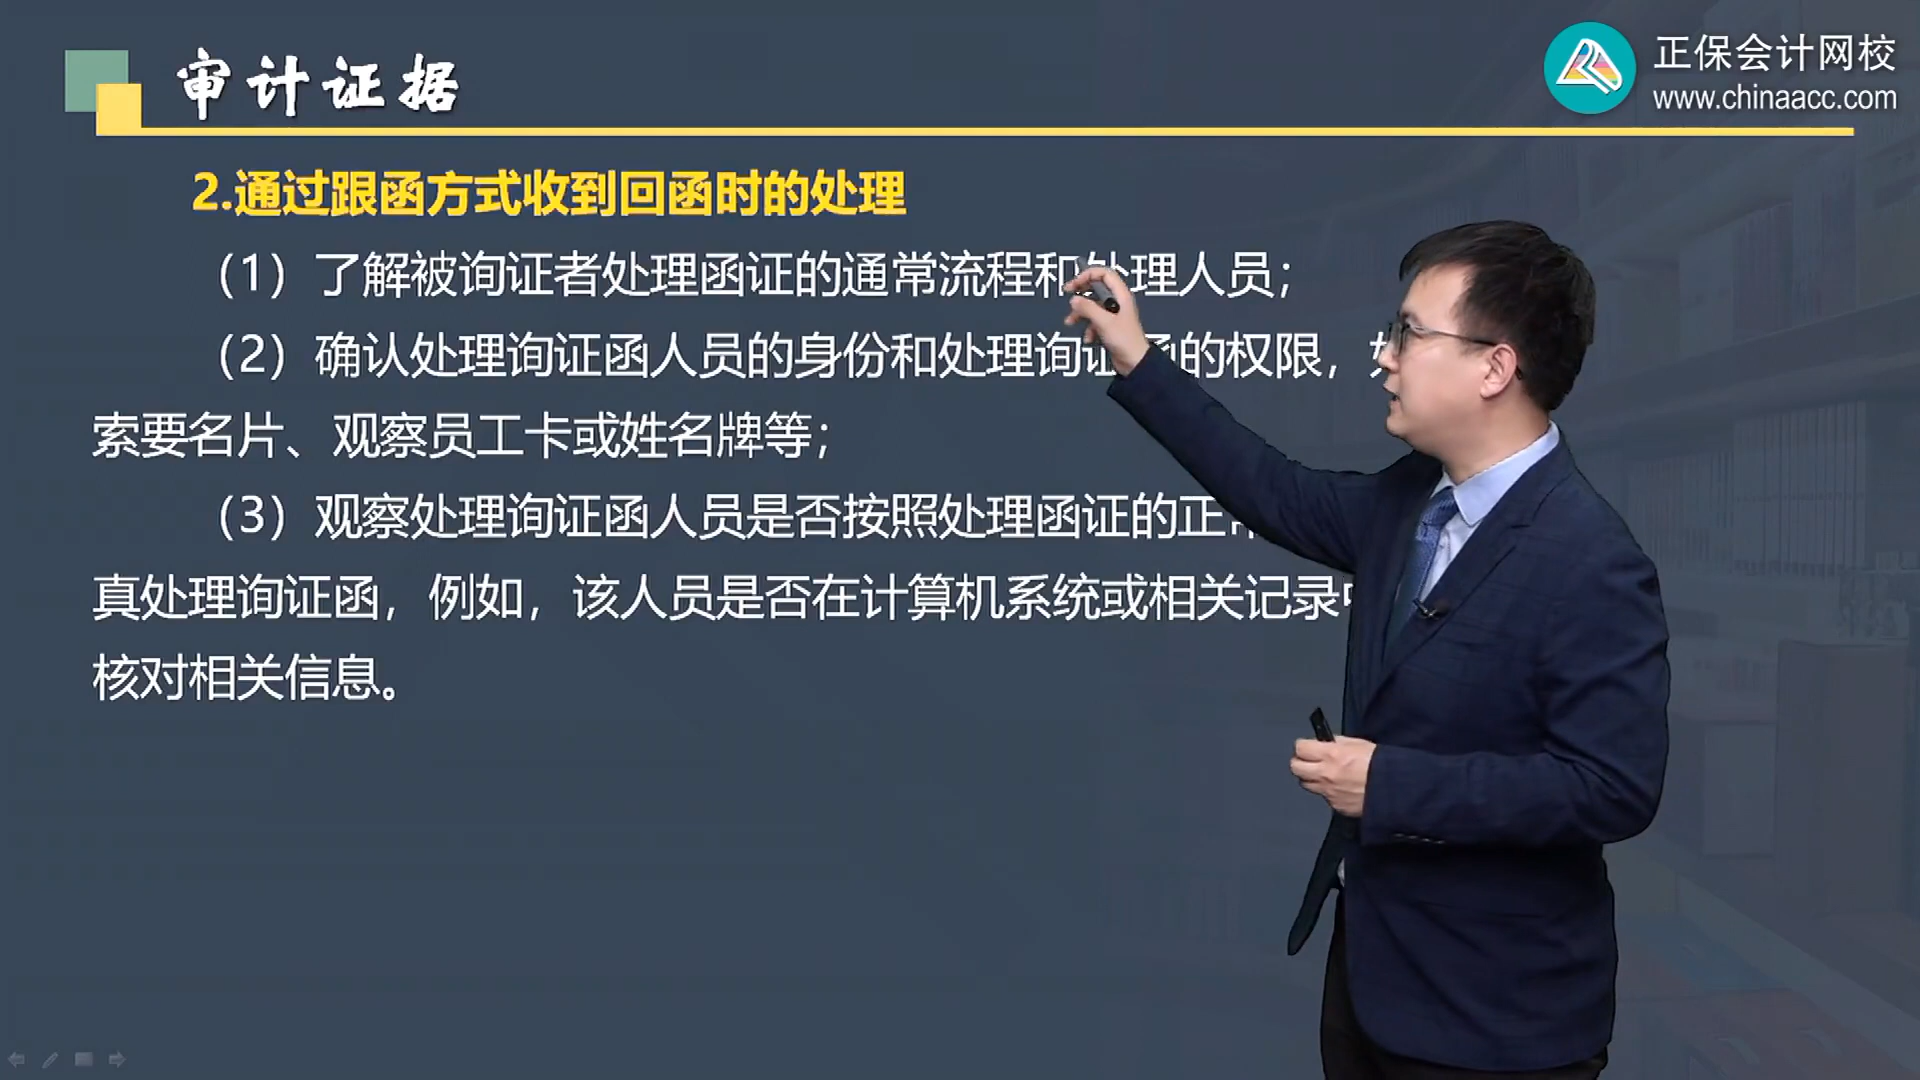 审计证据
正保会计网校
www.chinaacc.com
2.通过跟函方式收到回函时的处理
（1）了解被询证者处理函证的通常流程和处理人员；
（2）确认处理询证函人员的身份和处理询证函的权限，
索要名片、观察员工卡或姓名牌等；
（3）观察处理询证函人员是否按照处理函证的正常
真处理询证函，例如，该人员是否在计算机系统或相关记录
核对相关信息。